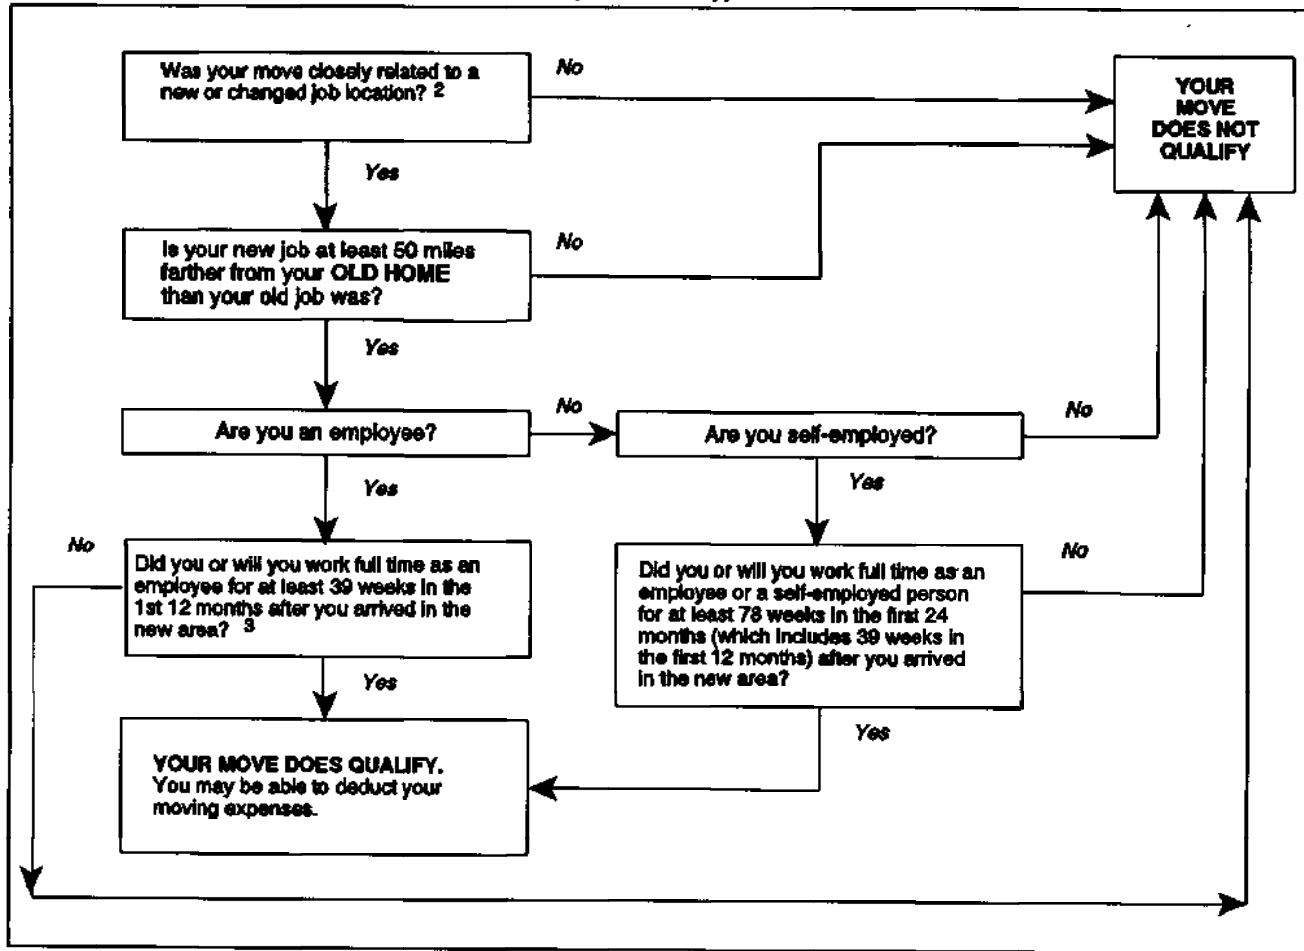 Was your move closely related to a
new or changed job location? 2
No
YOUR
MOVE
DOES NOT
QUALIFY
Yes
Is your new job at least 50 miles
farther from your OLD HOME
than your old job was?
No
Yes
Are you an employee?
No
Are you self-employed?
No
Yes
Yes
No
Did you or will you work full time as an
employee for at least 39 weeks in the
1st 12 months after you arrived in the
new area? 3
Did you or will you work full time as an
employee or a self-employed person
for at least 78 weeks in the first 24
months (which includes 39 weeks in
the first 12 months) after you arrived
in the new area?
No
Yes
Yes
YOUR MOVE DOES QUALIFY.
You may be able to deduct your
moving expenses.